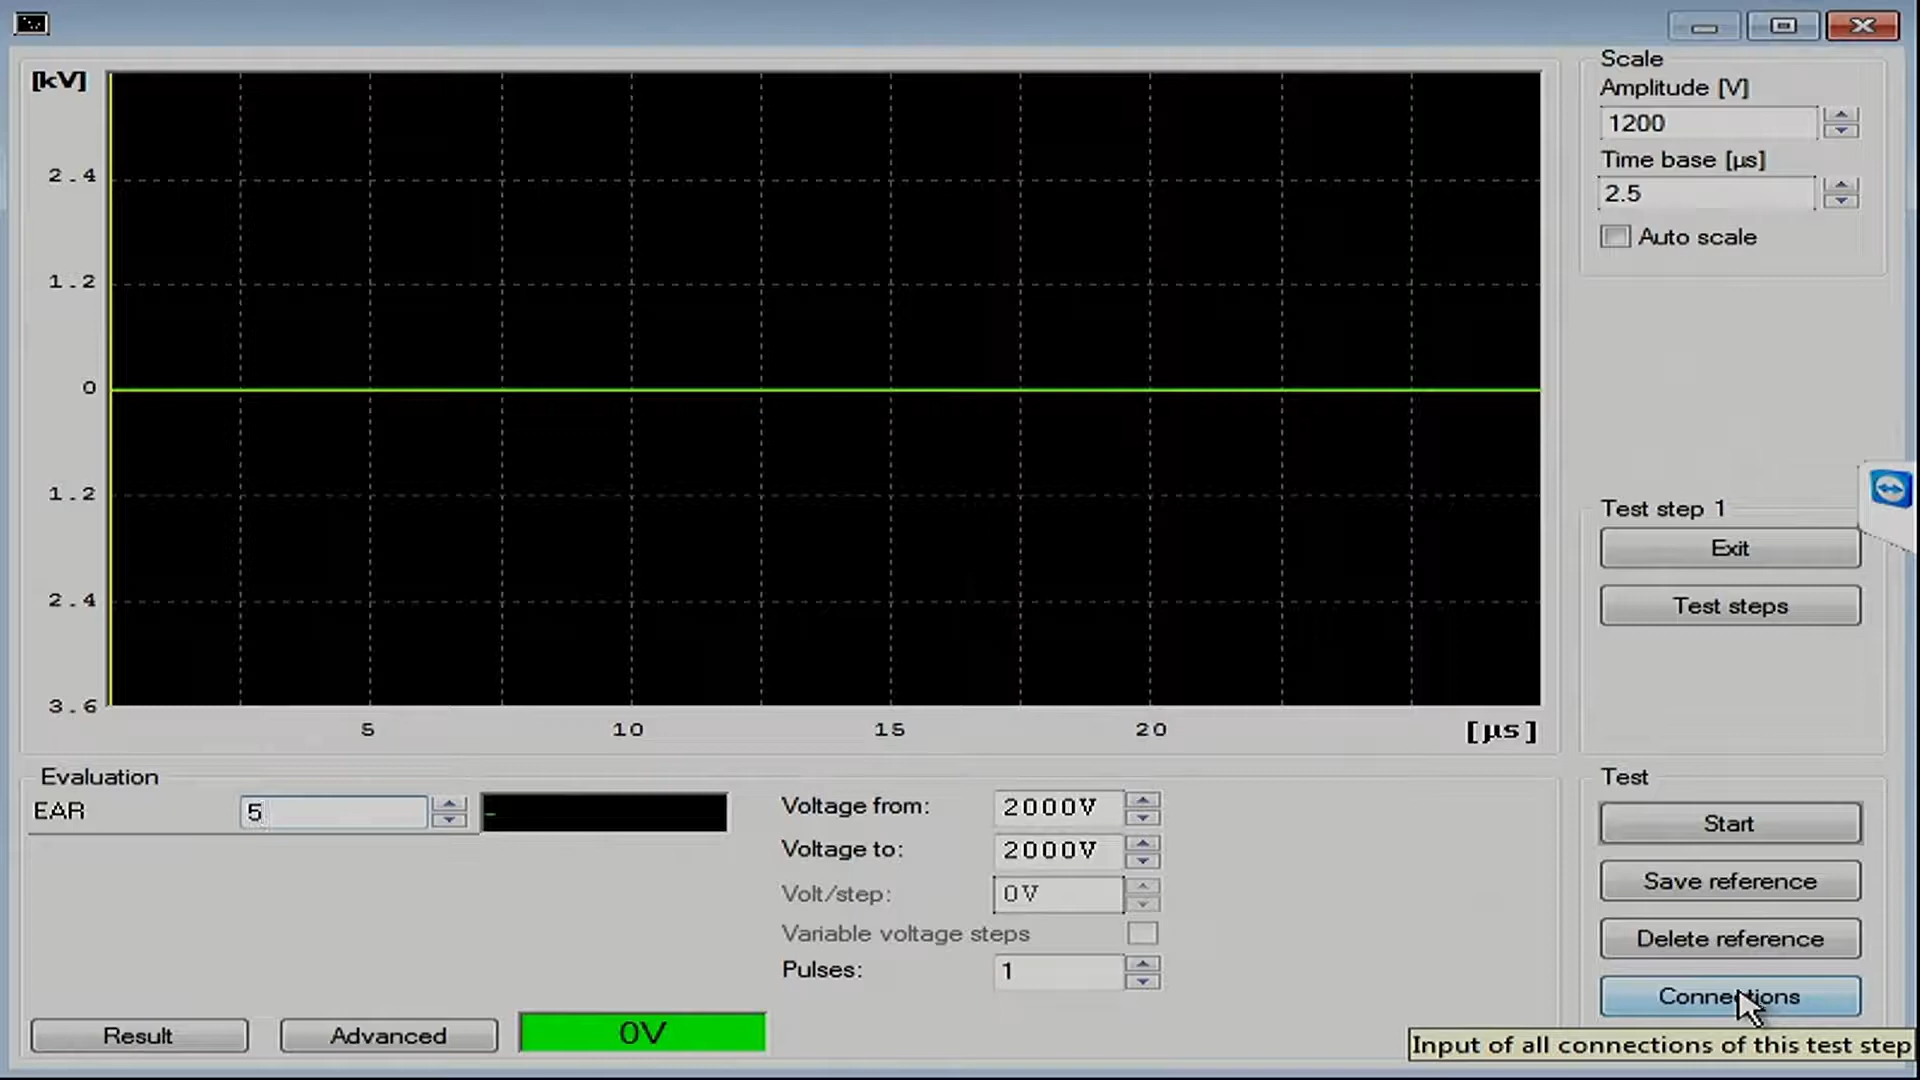 [kV]
2.4
1.2
0
1.2
2.4
3.6
5
10
15
20
[µs]
Scale
Amplitude [V]
1200
Time base [µs]
2.5
Auto scale
Test step 1
Exit
Test steps
Evaluation
EAR
5
Voltage from:
2000V
Voltage to:
2000V
Volt/step:
0V
Variable voltage steps
Pulses:
1
Result
Advanced
0V
Test
Start
Save reference
Delete reference
Connections
Input of all connections of this test step